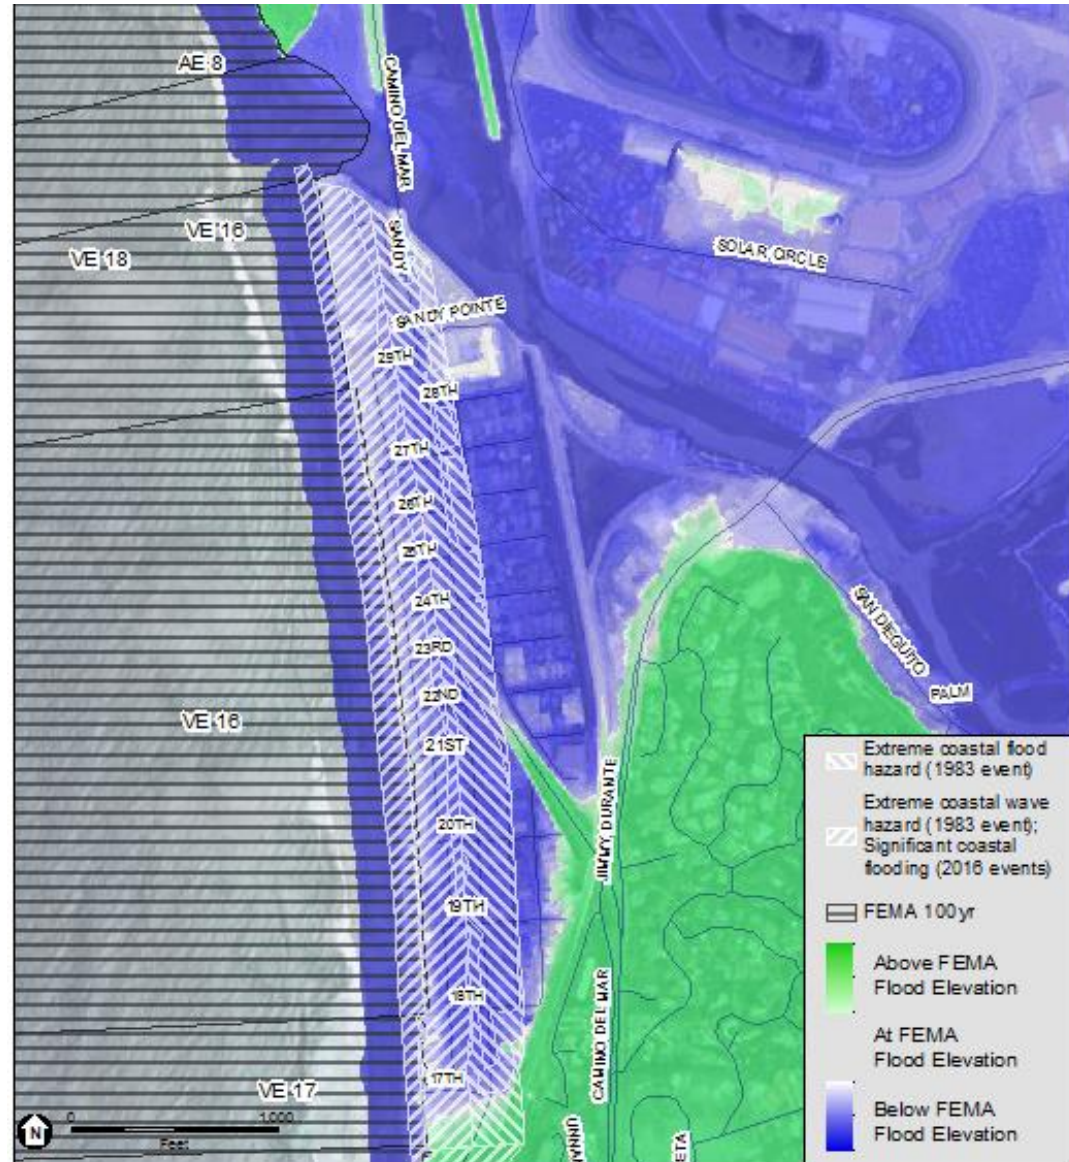 AE 8
CAMINO DEL MAR
VE 16
VE 18
SANDY
SOLAR CIRCLE
SANDY POINTE
29TH
28TH
27TH
26TH
25TH
24TH
23RD
22ND
21ST
20TH
19TH
18TH
17TH
VE 16
VE 17
SAN DIEGUITO
PALM
JIMMY DURANTE
CAMINO DEL MAR
Extreme coastal flood
hazard (1983 event)
Extreme coastal wave
hazard (1983 event);
Significant coastal
flooding (2016 events)
FEMA 100 yr
Above FEMA
Flood Elevation
At FEMA
Flood Elevation
Below FEMA
Flood Elevation
N
0 1,000
Feet
ETA